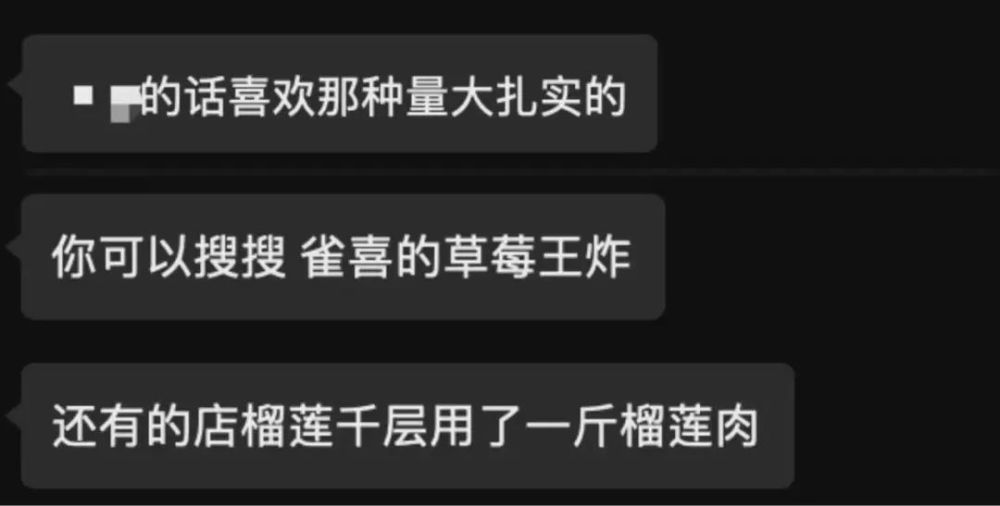 的话喜欢那种量大扎实的
你可以搜搜 雀喜的草莓王炸
还有的店榴莲千层用了一斤榴莲肉